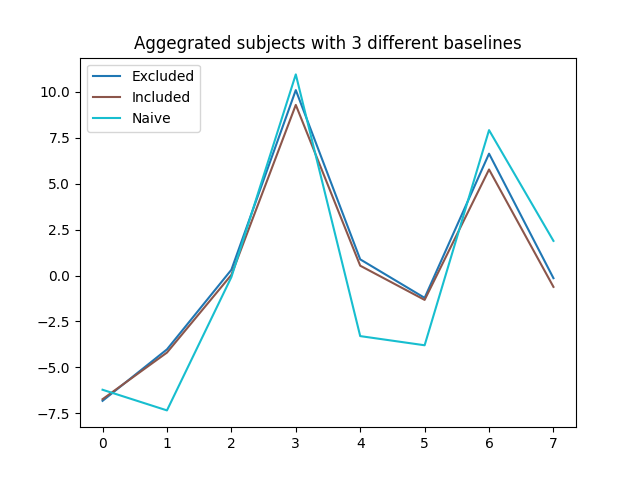 Aggegrated subjects with 3 different baselines
Excluded
Included
Naive
10.0
7.5
5.0
2.5
0.0
−2.5
−5.0
−7.5
0 1 2 3 4 5 6 7